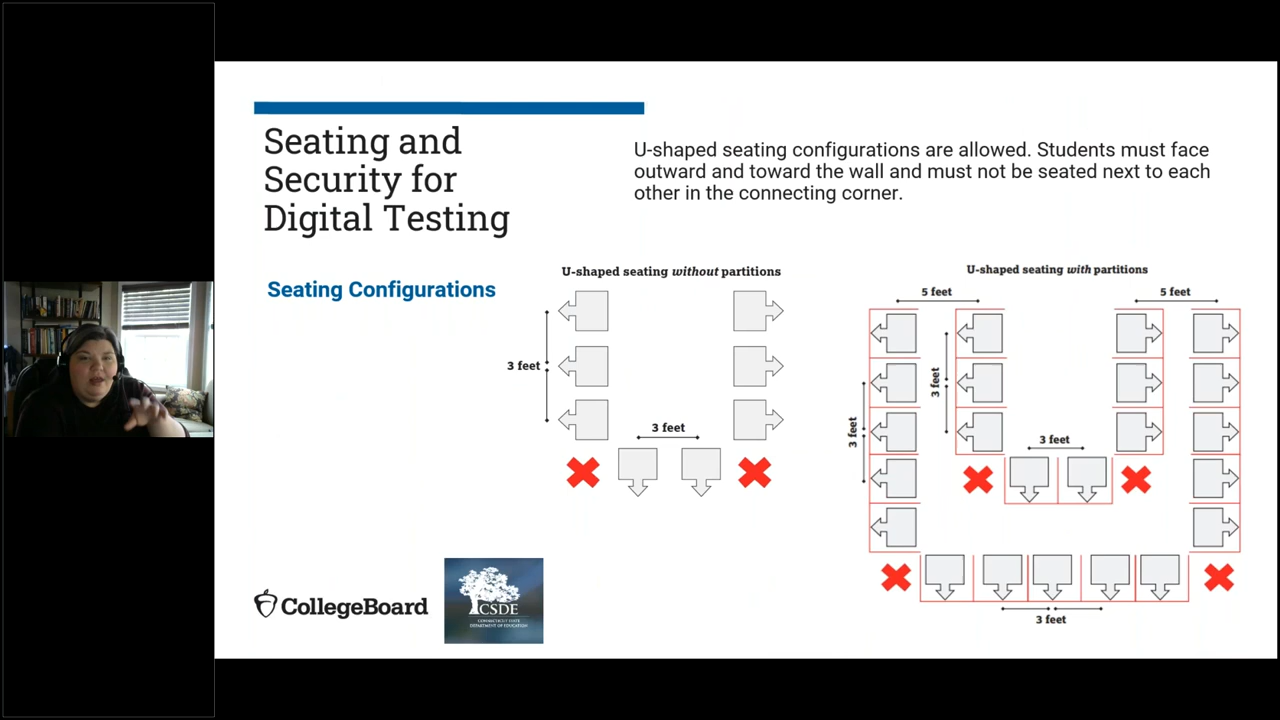 Seating and
Security for
Digital Testing
U-shaped seating configurations are allowed. Students must face
outward and toward the wall and must not be seated next to each
other in the connecting corner.
Seating Configurations
U-shaped seating without partitions
3 feet
3 feet
U-shaped seating with partitions
5 feet
5 feet
3 feet
3 feet
3 feet
3 feet
CollegeBoard
CSDE
CONNECTICUT STATE
DEPARTMENT OF EDUCATION